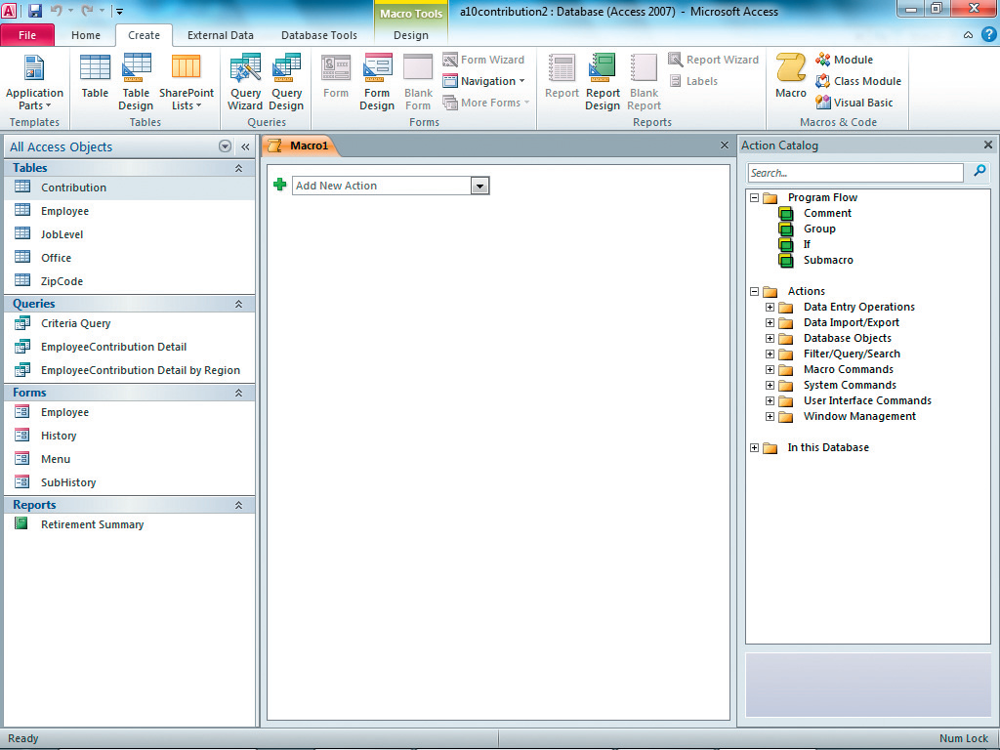 Macro Tools
a10contribution2 : Database (Access 2007) - Microsoft Access
File Home Create External Data Database Tools Design
Application Parts
Templates
Table
Table Design
SharePoint Lists
Tables
Query Wizard
Query Design
Queries
Form
Form Design
Blank Form
Form Wizard
Navigation
More Forms
Forms
Report
Report Design
Blank Report
Report Wizard
Labels
Reports
Macro
Module
Class Module
Visual Basic
Macros & Code
All Access Objects
Tables
Contribution
Employee
JobLevel
Office
ZipCode
Queries
Criteria Query
EmployeeContribution Detail
EmployeeContribution Detail by Region
Forms
Employee
History
Menu
SubHistory
Reports
Retirement Summary
Macro1
Add New Action
Action Catalog
Search...
Program Flow
Comment
Group
If
Submacro
Actions
Data Entry Operations
Data Import/Export
Database Objects
Filter/Query/Search
Macro Commands
System Commands
User Interface Commands
Window Management
In this Database
Ready
Num Lock